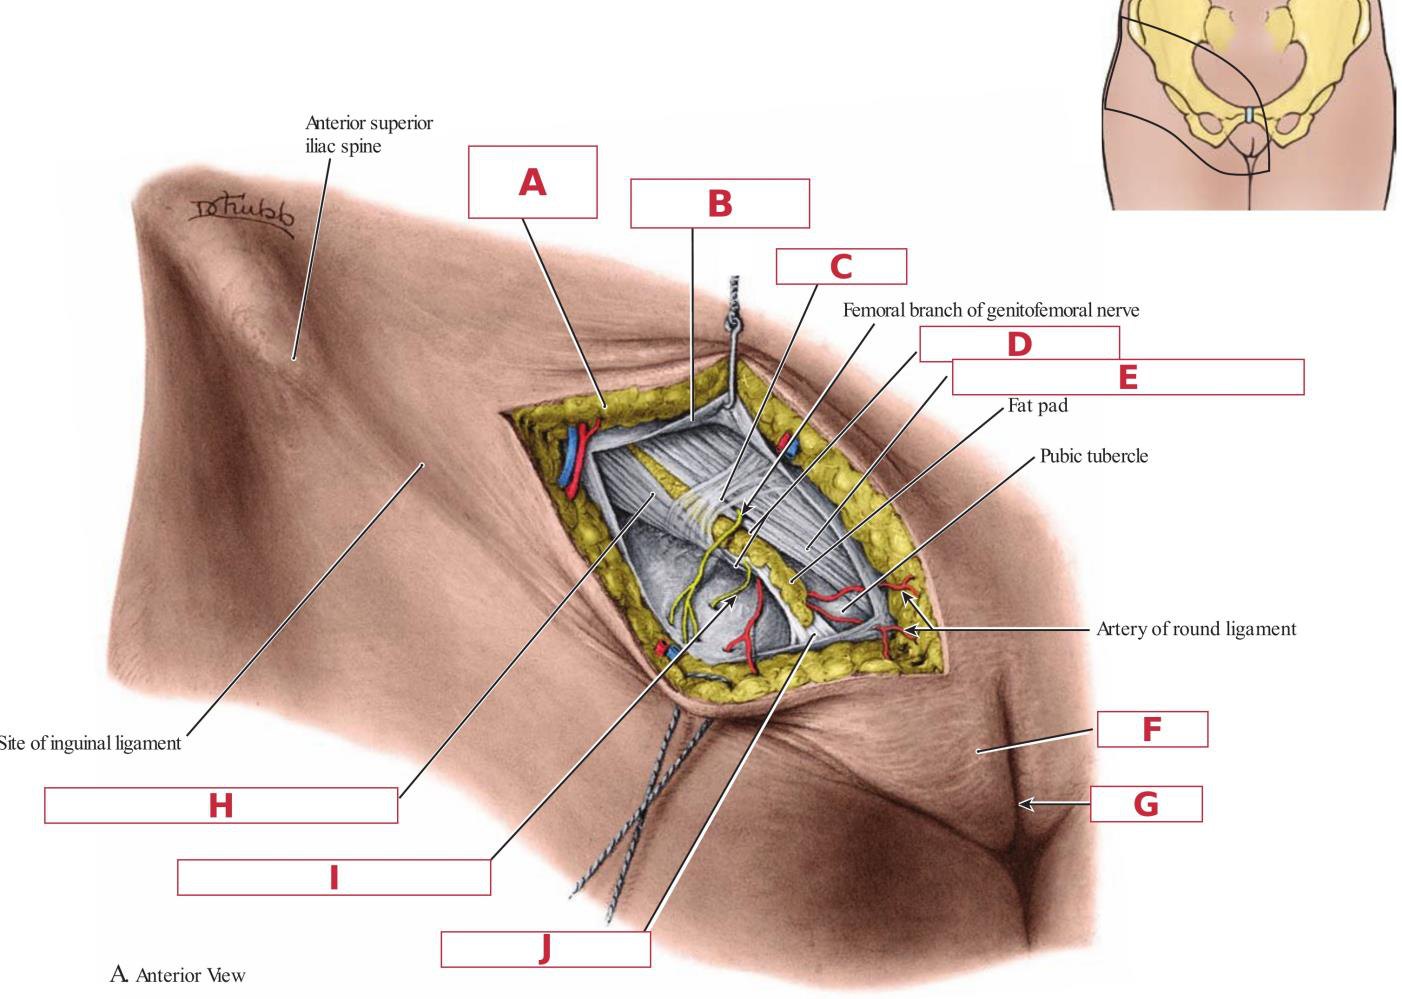 Anterior superior
iliac spine
A
B
C
Femoral branch of genitofemoral nerve
D
E
Fat pad
Pubic tubercle
Artery of round ligament
F
Site of inguinal ligament
G
H
I
J
A. Anterior View